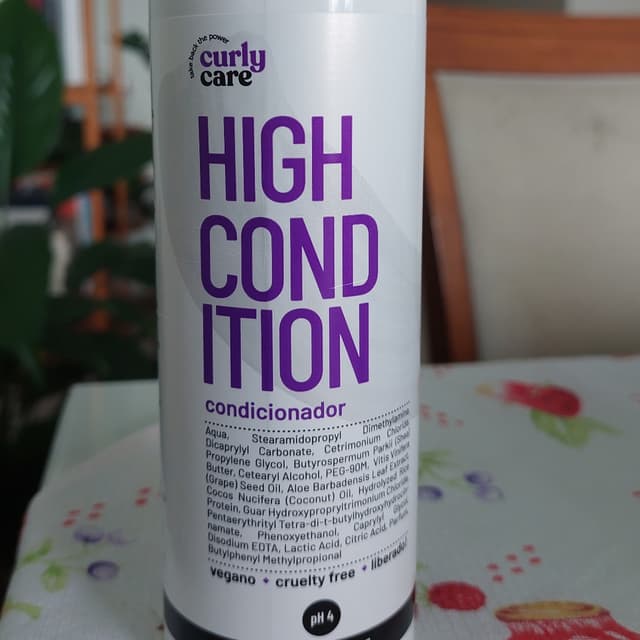 take back the power
curly
care
HIGH
COND
ITION
condicionador
Aqua, Stearamidopropyl Dimethylamine,
Dicaprylyl Carbonate, Cetrimonium Chloride,
Propylene Glycol, Butyrospermum Parkii (Shea)
Butter, Cetearyl Alcohol, PEG-90M, Vitis Vinifera
(Grape) Seed Oil, Aloe Barbadensis Leaf Extract,
Cocos Nucifera (Coconut) Oil, Hydrolyzed Rice
Protein, Guar Hydroxypropyltrimonium Chloride,
Pentaerythrityl Tetra-di-t-butylhydroxyhydrocin
namate, Phenoxyethanol, Caprylyl Glycol,
Disodium EDTA, Lactic Acid, Citric Acid, Parfum,
Butylphenyl Methylpropional
vegano + cruelty free + liberado
pH 4